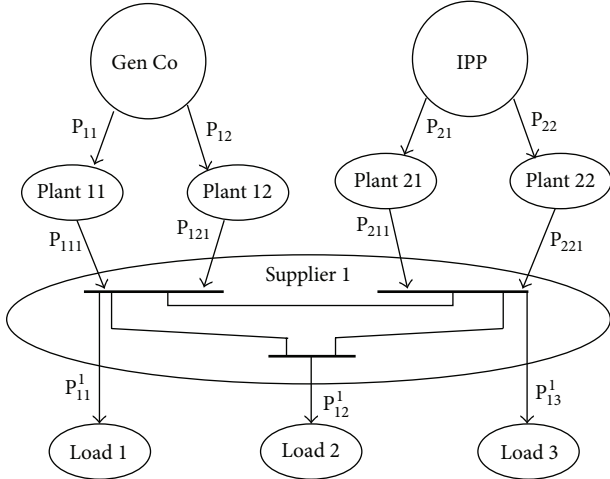 Gen Co
IPP
P11
P12
P21
P22
Plant 11
Plant 12
Plant 21
Plant 22
P111
P121
P211
P221
Supplier 1
P¹11
P¹12
P¹13
Load 1
Load 2
Load 3